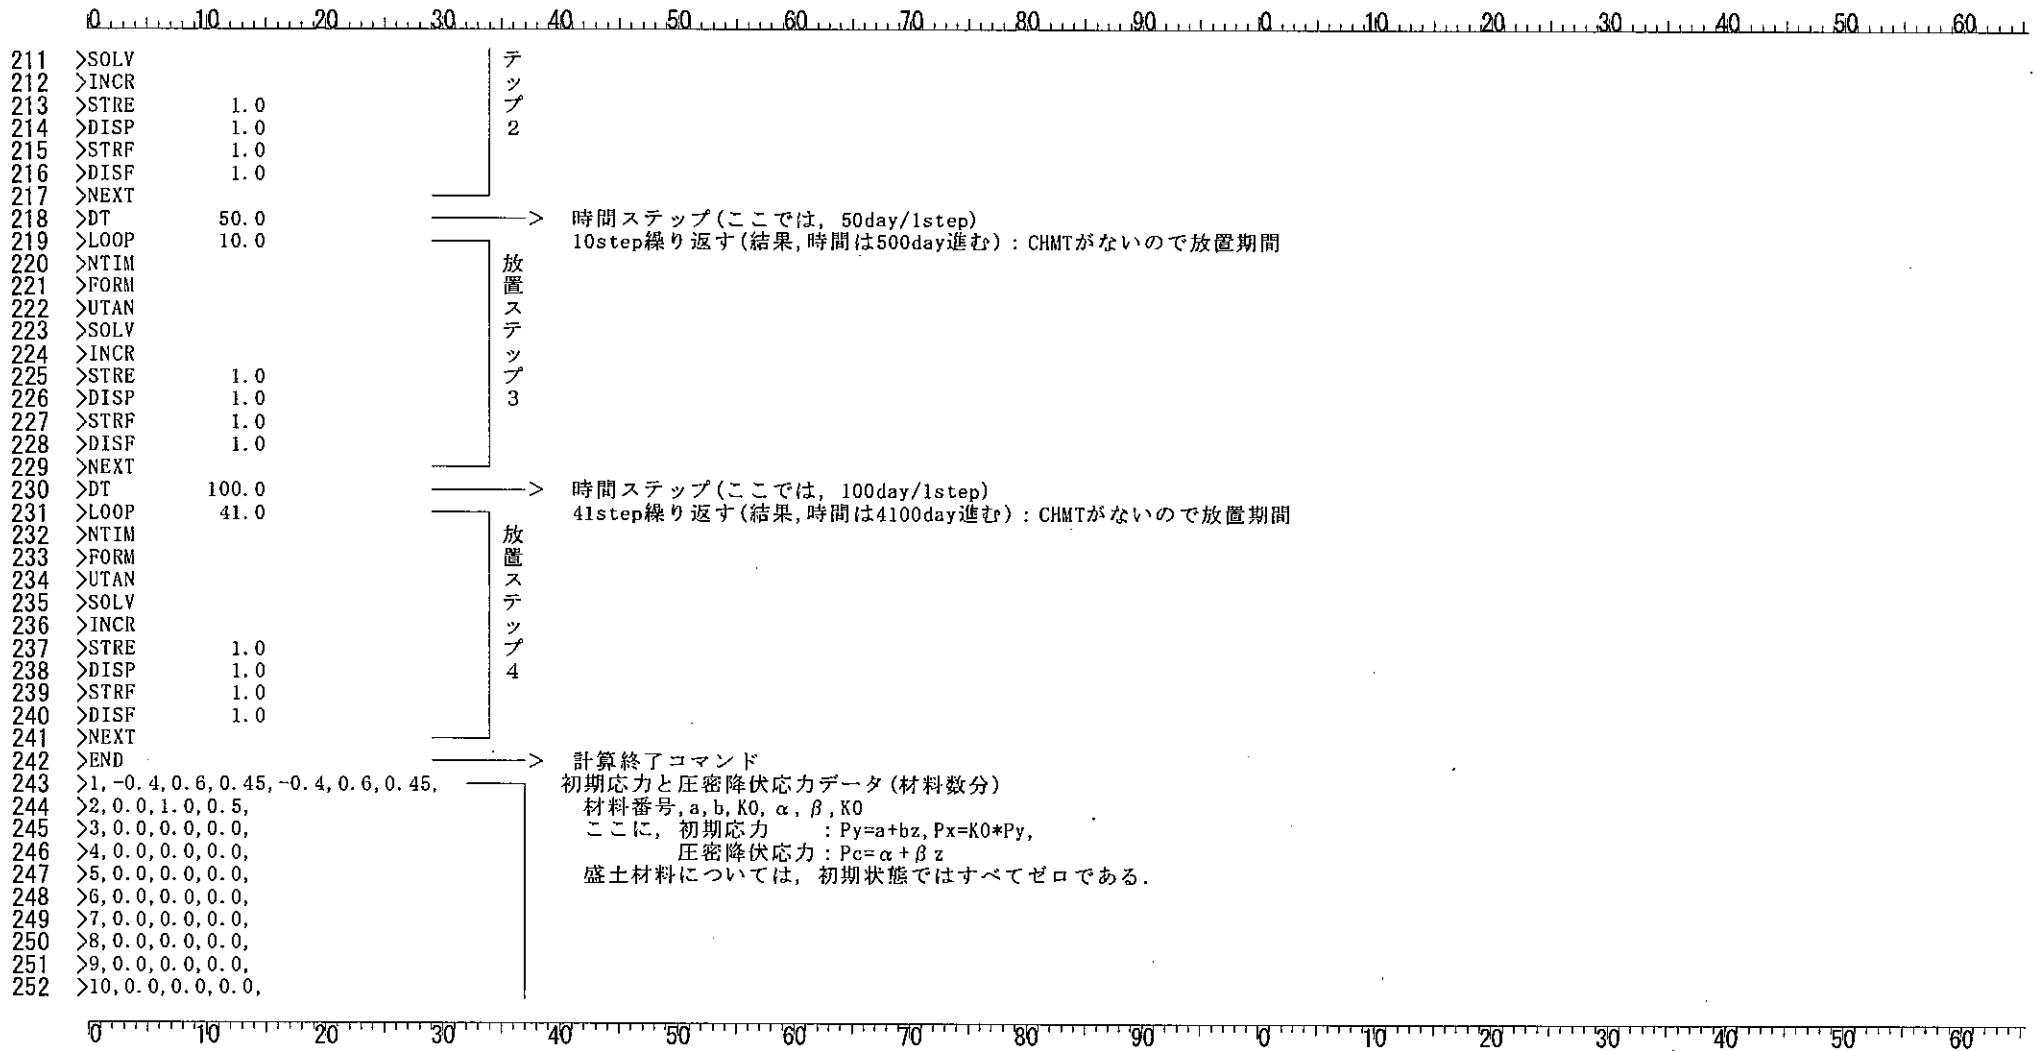 0 10 20 30 40 50 60 70 80 90 0 10 20 30 40 50 60
211 >SOLV テ
212 >INCR ッ
213 >STRE 1.0 プ
214 >DISP 1.0 2
215 >STRF 1.0
216 >DISF 1.0
217 >NEXT
218 >DT 50.0 ———> 時間ステップ(ここでは, 50day/1step)
219 >LOOP 10.0 10step繰り返す(結果,時間は500day進む):CHMTがないので放置期間
220 >NTIM 放
221 >FORM 置
222 >UTAN ス
223 >SOLV テ
224 >INCR ッ
225 >STRE 1.0 プ
226 >DISP 1.0 3
227 >STRF 1.0
228 >DISF 1.0
229 >NEXT
230 >DT 100.0 ———> 時間ステップ(ここでは, 100day/1step)
231 >LOOP 41.0 41step繰り返す(結果,時間は4100day進む):CHMTがないので放置期間
232 >NTIM 放
233 >FORM 置
234 >UTAN ス
235 >SOLV テ
236 >INCR ッ
237 >STRE 1.0 プ
238 >DISP 1.0 4
239 >STRF 1.0
240 >DISF 1.0
241 >NEXT
242 >END ———> 計算終了コマンド
243 >1,-0.4,0.6,0.45,-0.4,0.6,0.45, 初期応力と圧密降伏応力データ(材料数分)
244 >2,0.0,1.0,0.5, 材料番号,a,b,K0,α,β,K0
245 >3,0.0,0.0,0.0, ここに, 初期応力 :Py=a+bz,Px=K0*Py,
246 >4,0.0,0.0,0.0, 圧密降伏応力:Pc=α+βz
247 >5,0.0,0.0,0.0, 盛土材料については, 初期状態ではすべてゼロである.
248 >6,0.0,0.0,0.0,
249 >7,0.0,0.0,0.0,
250 >8,0.0,0.0,0.0,
251 >9,0.0,0.0,0.0,
252 >10,0.0,0.0,0.0,
0 10 20 30 40 50 60 70 80 90 0 10 20 30 40 50 60